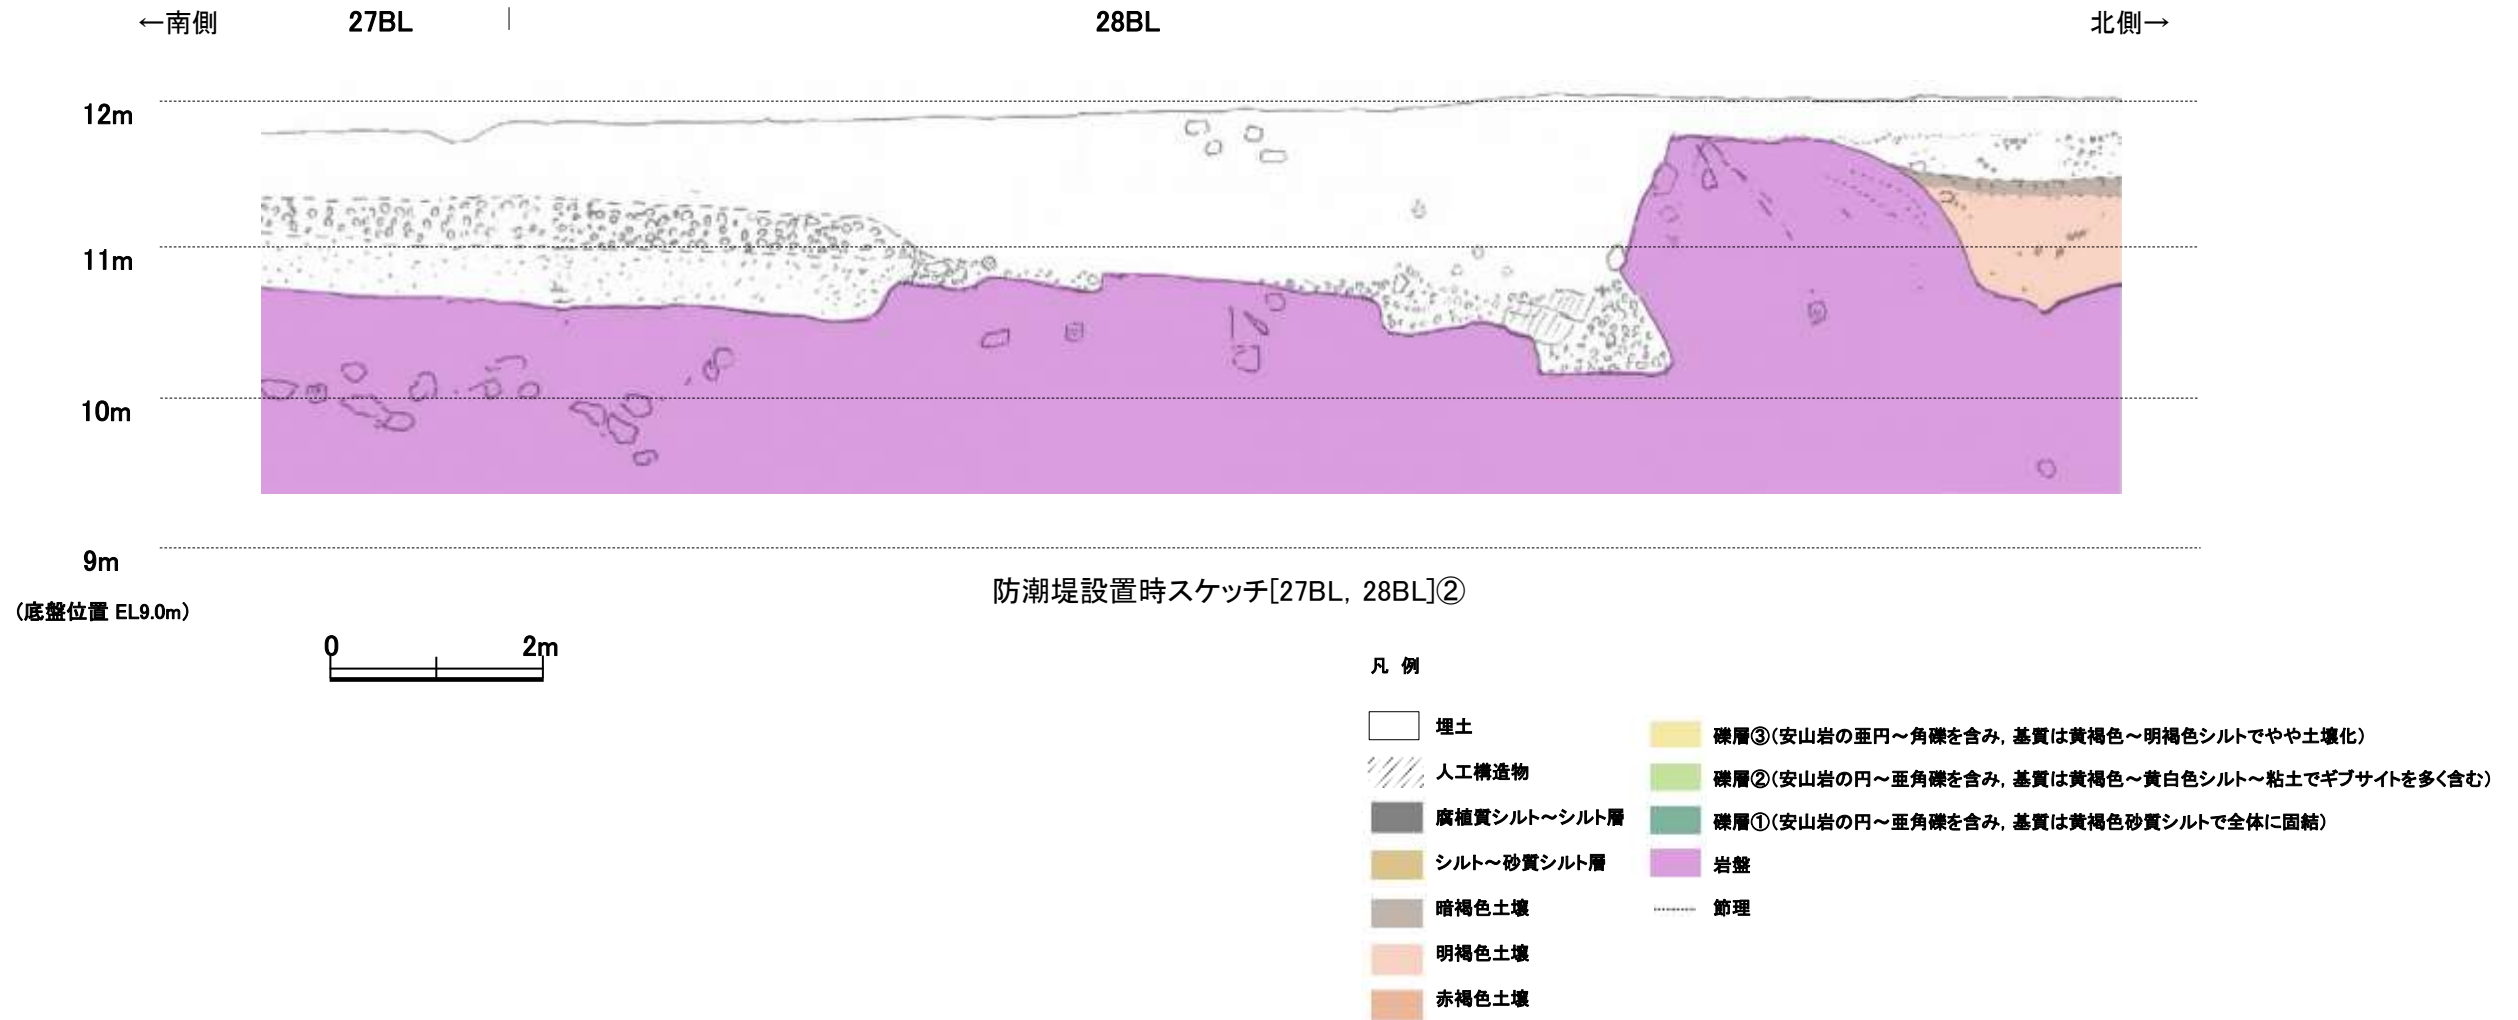 ←南側
27BL
28BL
北側→
12m
11m
10m
9m
(底盤位置 EL9.0m)
防潮堤設置時スケッチ[27BL, 28BL]②
0 2m
凡 例
埋土
人工構造物
腐植質シルト～シルト層
シルト～砂質シルト層
暗褐色土壌
明褐色土壌
赤褐色土壌
礫層③(安山岩の亜円～角礫を含み, 基質は黄褐色～明褐色シルトでやや土壌化)
礫層②(安山岩の円～亜角礫を含み, 基質は黄褐色～黄白色シルト～粘土でギブサイトを多く含む)
礫層①(安山岩の円～亜角礫を含み, 基質は黄褐色砂質シルトで全体に固結)
岩盤
節理